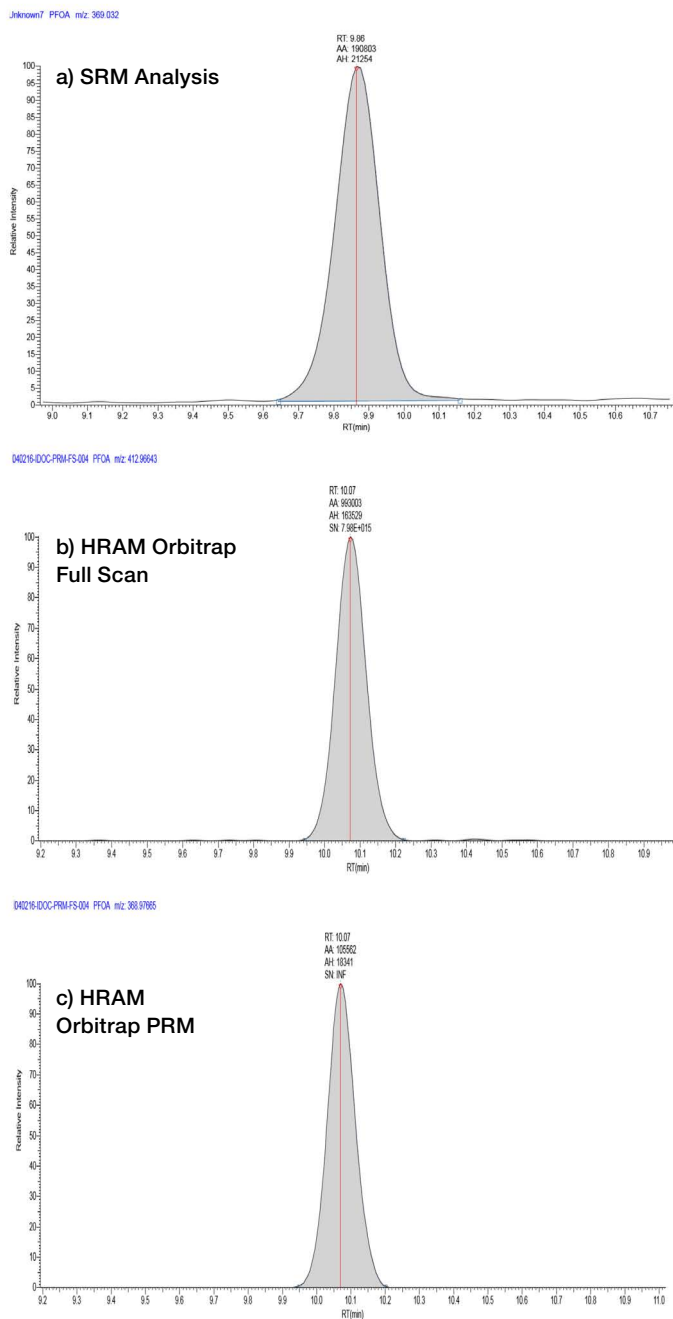 Unknown7 PFOA m/z: 369.032
RT: 9.86
AA: 190803
AH: 21254
a) SRM Analysis
Relative Intensity
100
95
90
85
80
75
70
65
60
55
50
45
40
35
30
25
20
15
10
5
0
9.0 9.1 9.2 9.3 9.4 9.5 9.6 9.7 9.8 9.9 10.0 10.1 10.2 10.3 10.4 10.5 10.6 10.7
RT(min)
040216-IDOC-PRM-FS-004 PFOA m/z: 412.96643
RT: 10.07
AA: 993003
AH: 163529
SN: 7.98E+015
b) HRAM Orbitrap
Full Scan
Relative Intensity
100
90
80
70
60
50
40
30
20
10
0
9.2 9.3 9.4 9.5 9.6 9.7 9.8 9.9 10.0 10.1 10.2 10.3 10.4 10.5 10.6 10.7 10.8 10.9
RT(min)
040216-IDOC-PRM-FS-004 PFOA m/z: 368.97665
RT: 10.07
AA: 105562
AH: 18341
SN: INF
c) HRAM
Orbitrap PRM
Relative Intensity
100
90
80
70
60
50
40
30
20
10
0
9.2 9.3 9.4 9.5 9.6 9.7 9.8 9.9 10.0 10.1 10.2 10.3 10.4 10.5 10.6 10.7 10.8 10.9 11.0
RT(min)